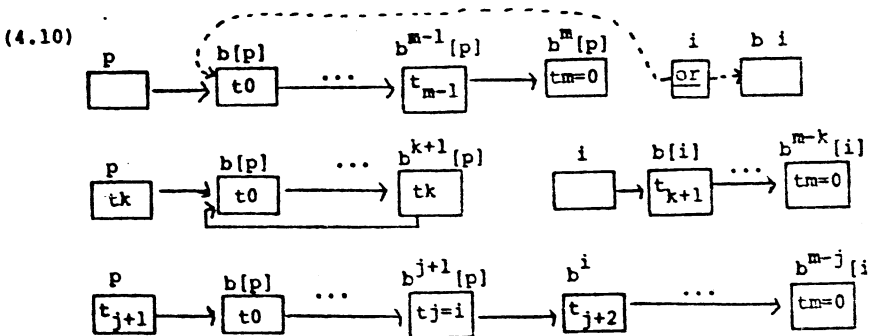 (4.10)
p b[p] ... b^{m-1}[p] b^m[p] i b i
t0 t_{m-1} tm=0 or
p b[p] ... b^{k+1}[p] i b[i] ... b^{m-k}[i]
tk t0 tk t_{k+1} tm=0
p b[p] ... b^{j+1}[p] b^i ... b^{m-j}[i
t_{j+1} t0 tj=i t_{j+2} tm=0